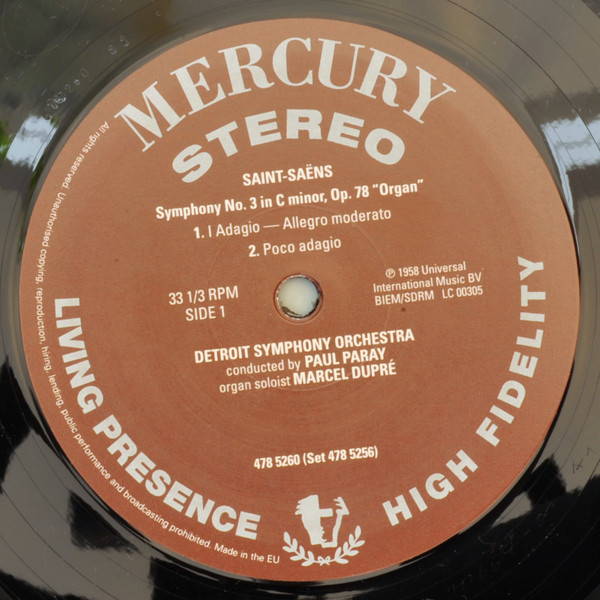 MERCURY
STEREO
SAINT-SAËNS
Symphony No. 3 in C minor, Op. 78 “Organ”
1. I Adagio — Allegro moderato
2. Poco adagio
33 1/3 RPM
SIDE 1
℗ 1958 Universal
International Music BV
BIEM/SDRM LC 00305
DETROIT SYMPHONY ORCHESTRA
conducted by PAUL PARAY
organ soloist MARCEL DUPRÉ
478 5260 (Set 478 5256)
LIVING PRESENCE
HIGH FIDELITY
All rights reserved. Unauthorised copying, reproduction, hiring, lending, public performance and broadcasting prohibited. Made in the EU